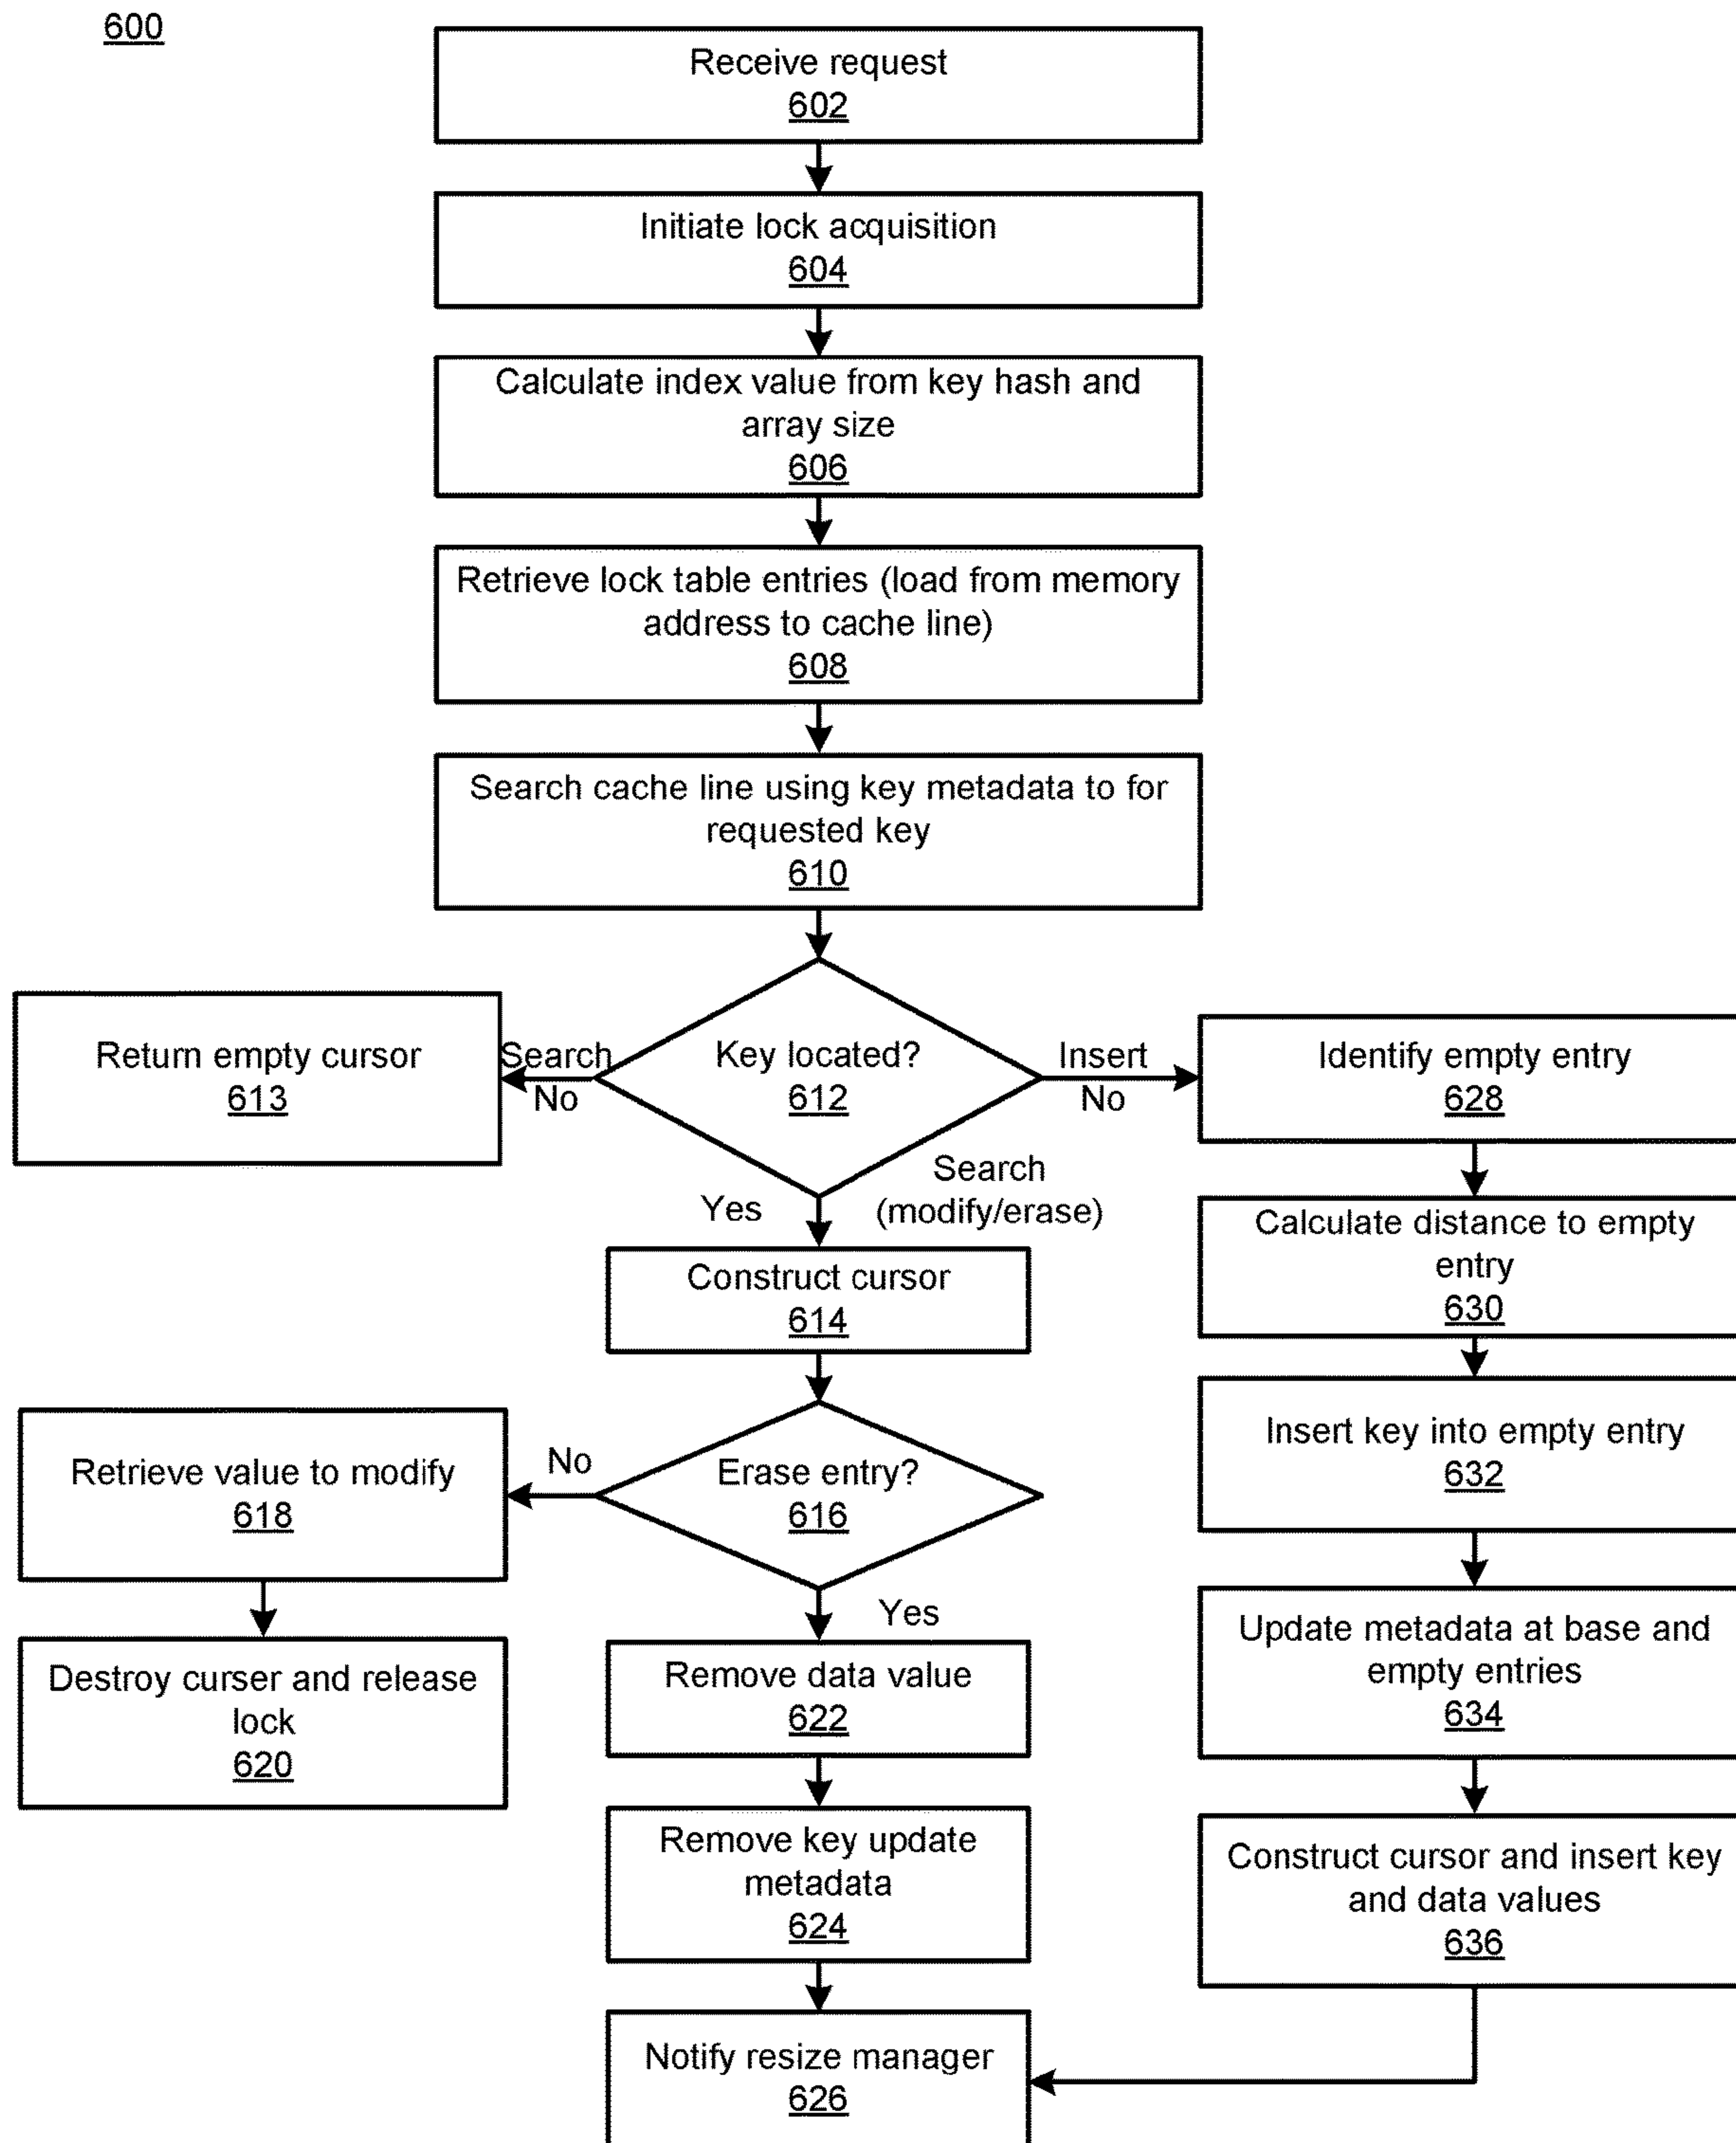 600
Receive request
602
Initiate lock acquisition
604
Calculate index value from key hash and
array size
606
Retrieve lock table entries (load from memory
address to cache line)
608
Search cache line using key metadata to for
requested key
610
Return empty cursor
613
Search
No
Key located?
612
Insert
No
Identify empty entry
628
Yes
Search
(modify/erase)
Calculate distance to empty
entry
630
Construct cursor
614
Insert key into empty entry
632
Retrieve value to modify
618
No
Erase entry?
616
Yes
Update metadata at base and
empty entries
634
Destroy curser and release
lock
620
Remove data value
622
Remove key update
metadata
624
Construct cursor and insert key
and data values
636
Notify resize manager
626